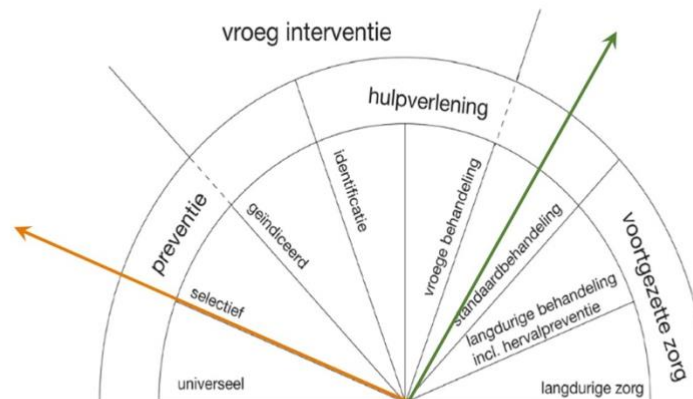 vroeg interventie
hulpverlening
preventie
voortgezette zorg
universeel
selectief
geïndiceerd
identificatie
vroege behandeling
standaardbehandeling
langdurige behandeling
incl. hervalpreventie
langdurige zorg